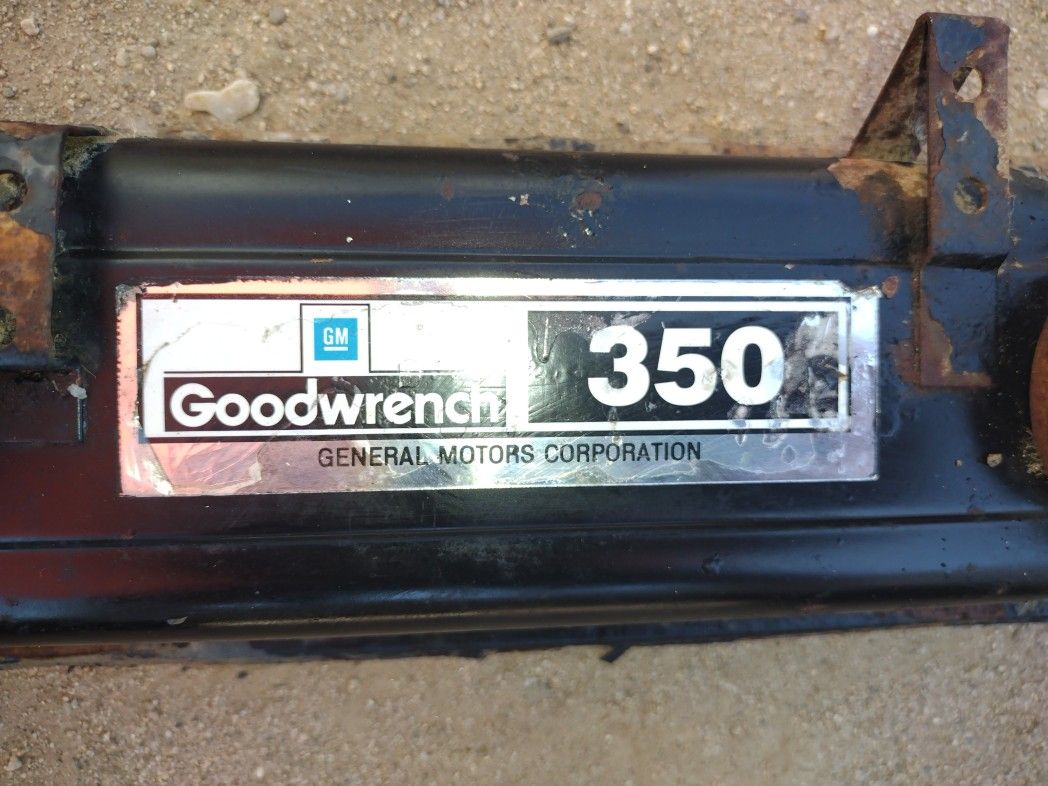 GM
Goodwrench 350
GENERAL MOTORS CORPORATION